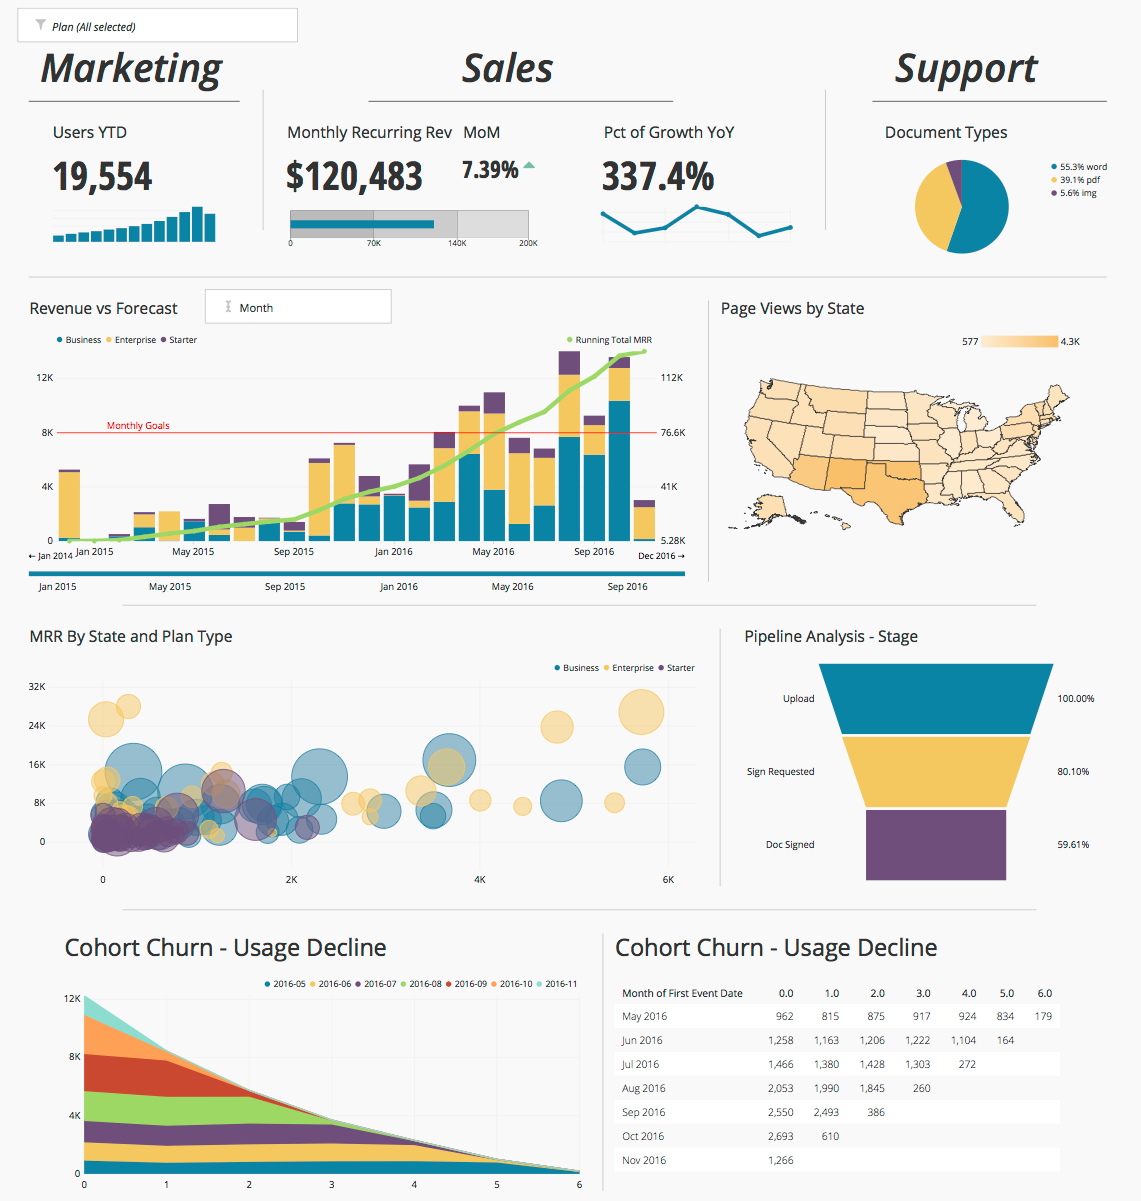 Plan (All selected)
Marketing
Sales
Support
Users YTD
19,554
Monthly Recurring Rev
$120,483
MoM
7.39%
0 70K 140K 200K
Pct of Growth YoY
337.4%
Document Types
55.3% word
39.1% pdf
5.6% img
Revenue vs Forecast
Month
Business Enterprise Starter
Running Total MRR
12K
8K
4K
0
Monthly Goals
112K
76.6K
41K
5.28K
← Jan 2014
Jan 2015 May 2015 Sep 2015 Jan 2016 May 2016 Sep 2016
Dec 2016 →
Jan 2015 May 2015 Sep 2015 Jan 2016 May 2016 Sep 2016
Page Views by State
577 4.3K
MRR By State and Plan Type
Business Enterprise Starter
32K
24K
16K
8K
0
0 2K 4K 6K
Pipeline Analysis - Stage
Upload 100.00%
Sign Requested 80.10%
Doc Signed 59.61%
Cohort Churn - Usage Decline
2016-05 2016-06 2016-07 2016-08 2016-09 2016-10 2016-11
12K
8K
4K
0
0 1 2 3 4 5 6
Cohort Churn - Usage Decline
Month of First Event Date 0.0 1.0 2.0 3.0 4.0 5.0 6.0
May 2016 962 815 875 917 924 834 179
Jun 2016 1,258 1,163 1,206 1,222 1,104 164
Jul 2016 1,466 1,380 1,428 1,303 272
Aug 2016 2,053 1,990 1,845 260
Sep 2016 2,550 2,493 386
Oct 2016 2,693 610
Nov 2016 1,266